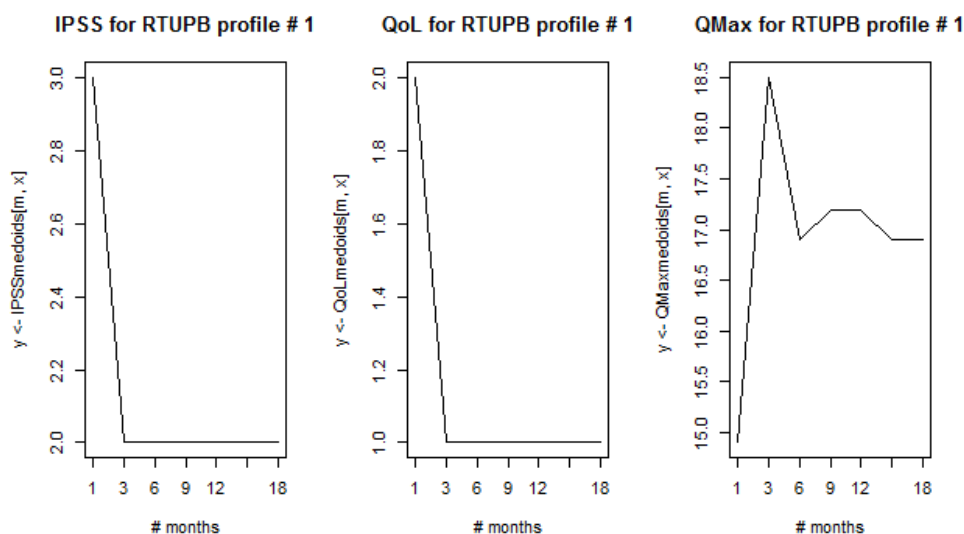 IPSS for RTUPB profile # 1
y <- IPSSmedoids[m, x]
3.0
2.8
2.6
2.4
2.2
2.0
1 3 6 9 12 18
# months
QoL for RTUPB profile # 1
y <- QoLmedoids[m, x]
2.0
1.8
1.6
1.4
1.2
1.0
1 3 6 9 12 18
# months
QMax for RTUPB profile # 1
y <- QMaxmedoids[m, x]
18.5
18.0
17.5
17.0
16.5
16.0
15.5
15.0
1 3 6 9 12 18
# months